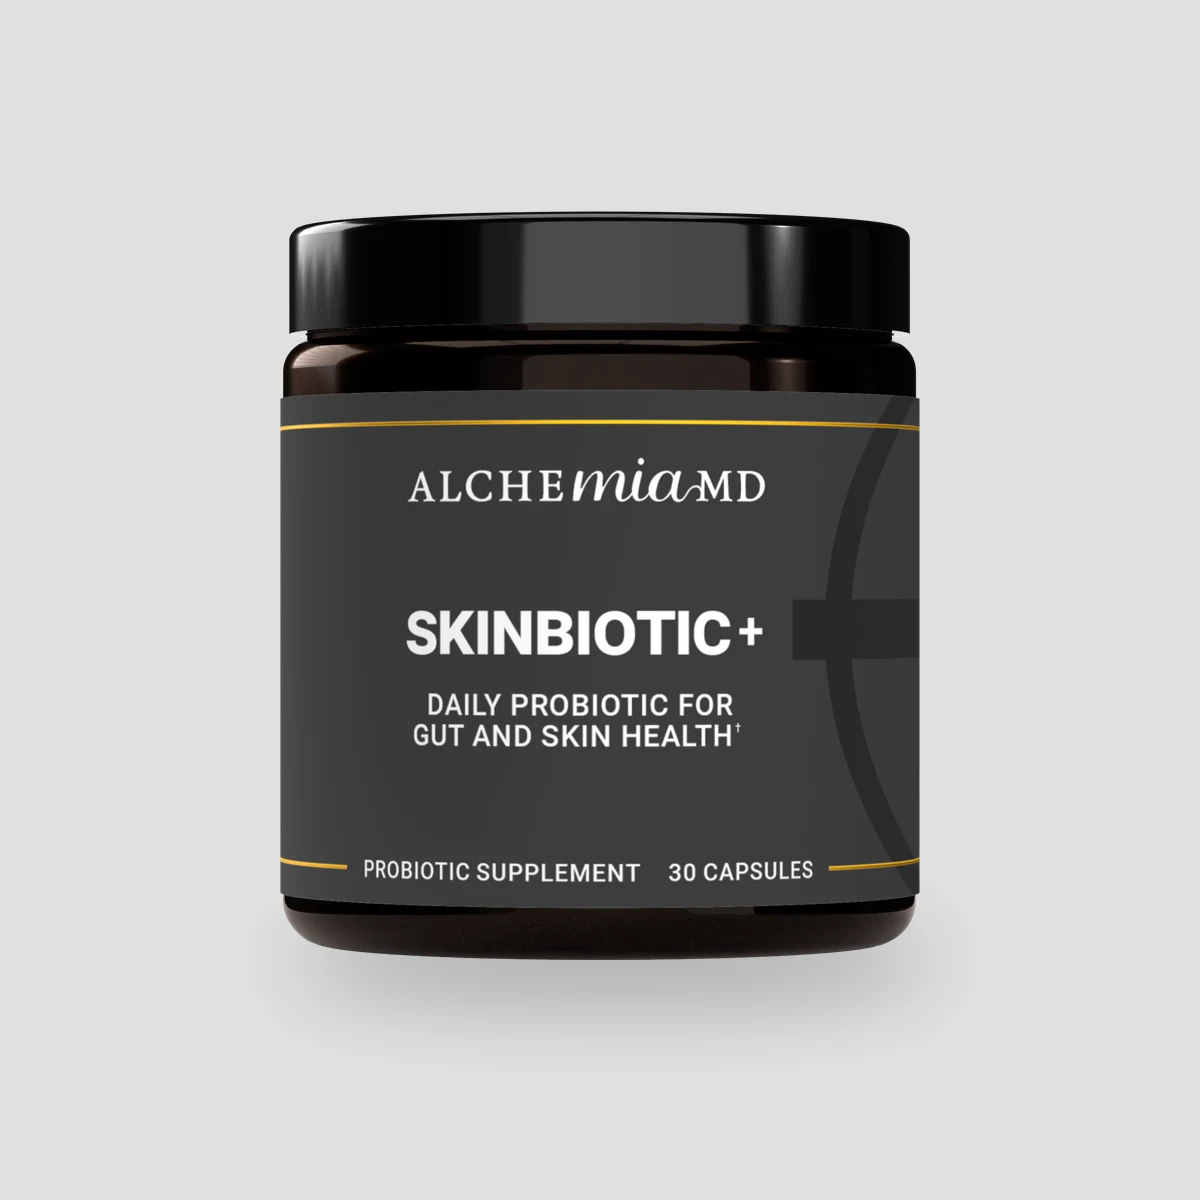 ALCHEmiaMD
SKINBIOTIC+
DAILY PROBIOTIC FOR
GUT AND SKIN HEALTH†
PROBIOTIC SUPPLEMENT 30 CAPSULES